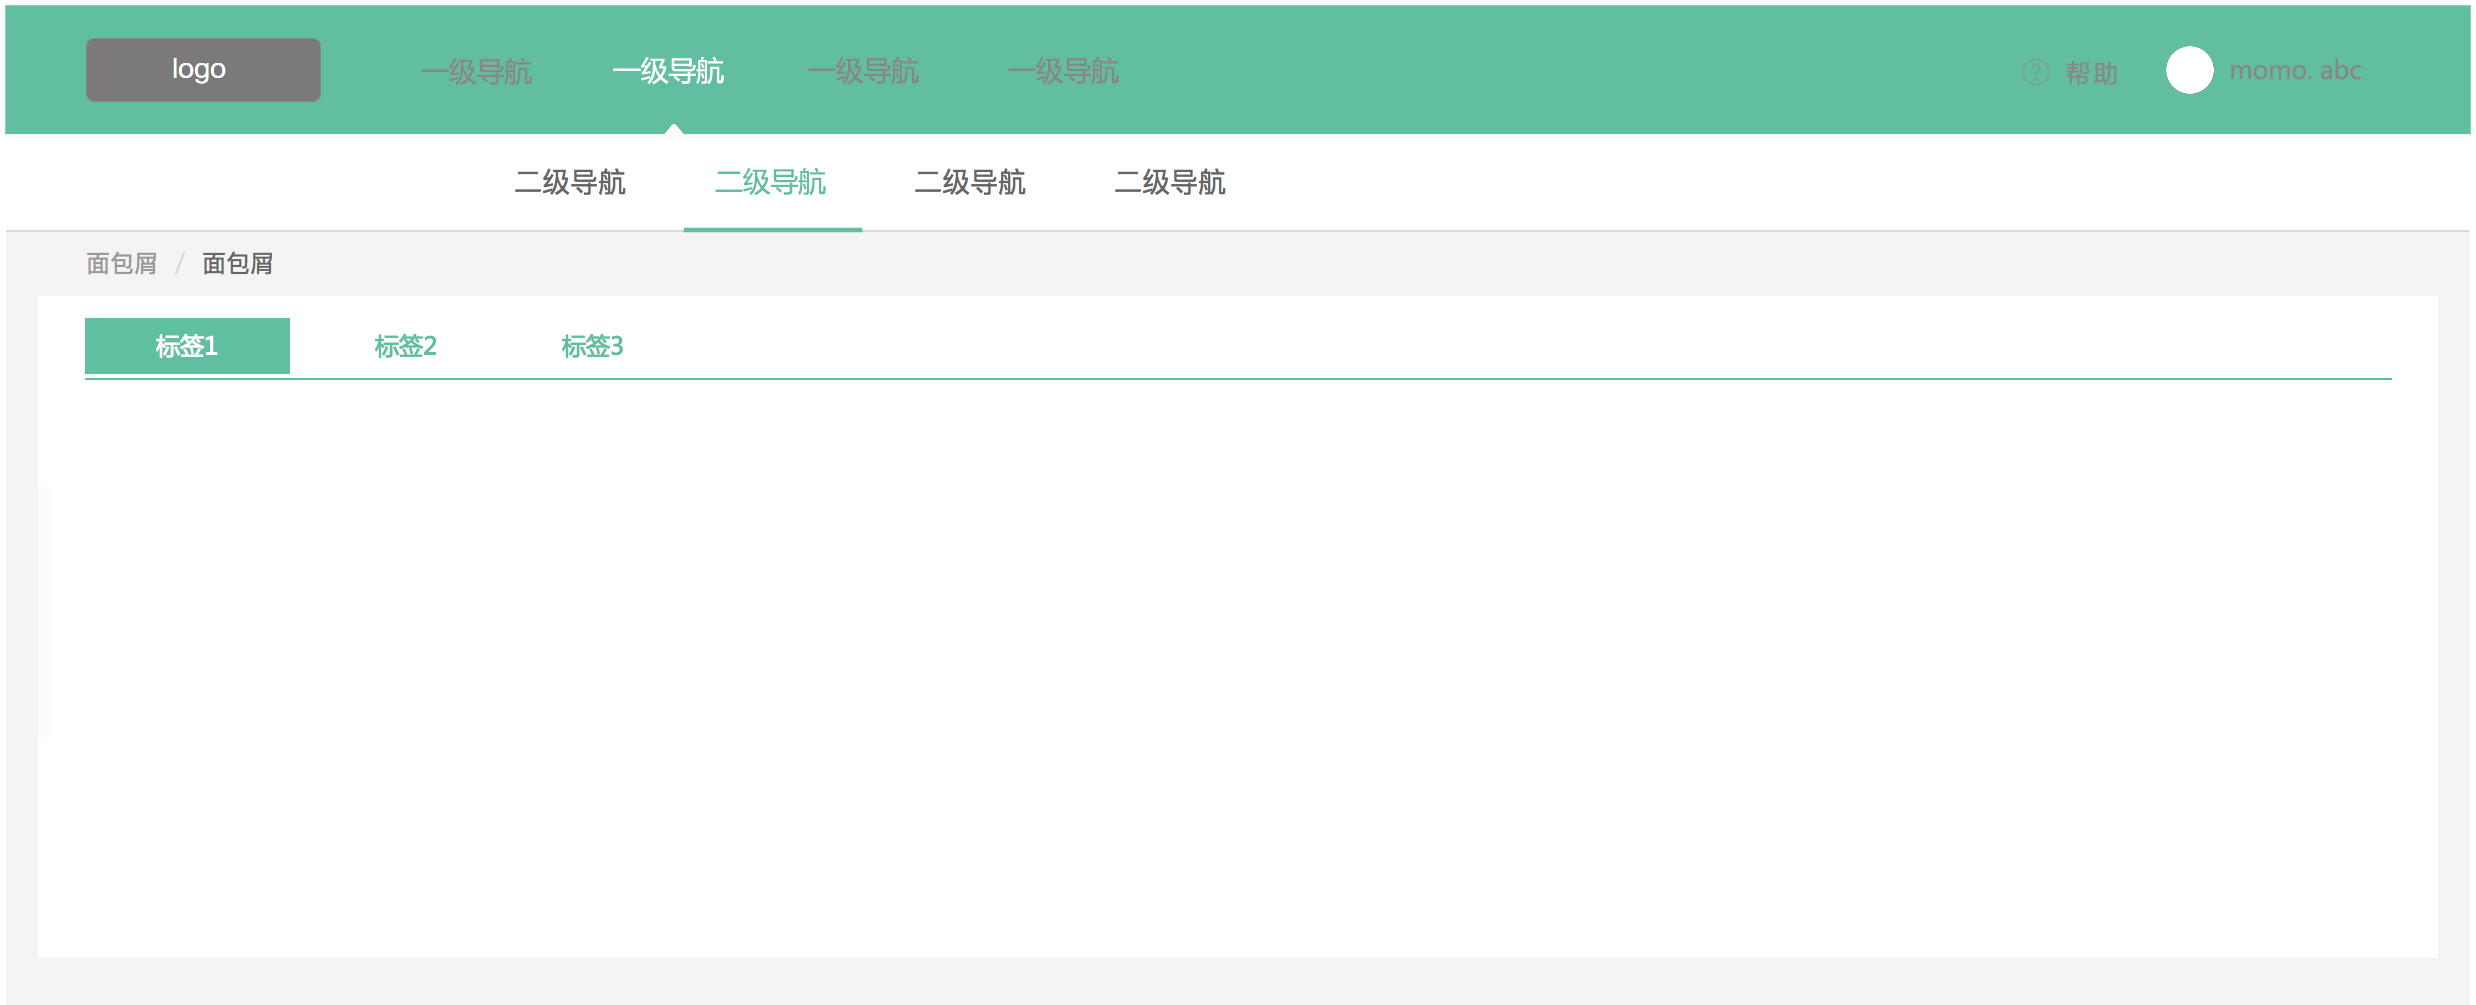 logo 一级导航 一级导航 一级导航 一级导航 ? 帮助 momo. abc
二级导航 二级导航 二级导航 二级导航
面包屑 / 面包屑
标签1 标签2 标签3